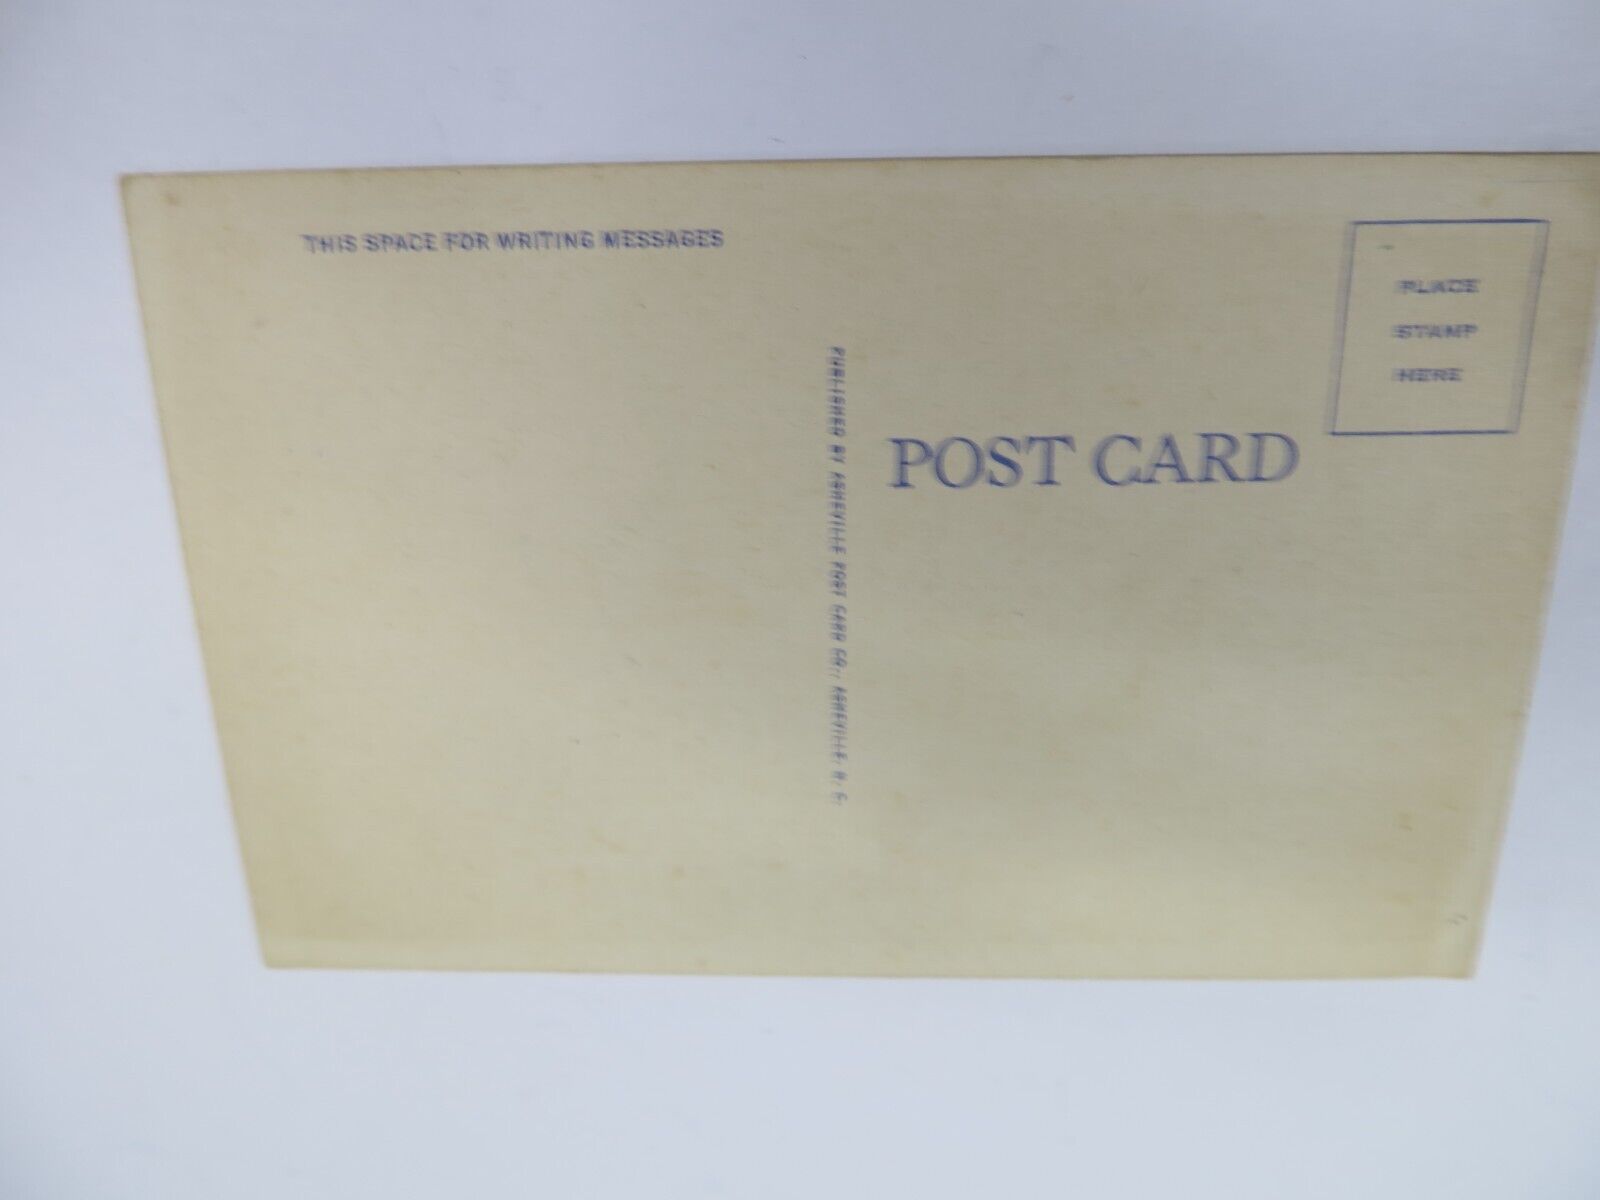 THIS SPACE FOR WRITING MESSAGES
PLACE
STAMP
HERE
POST CARD
PUBLISHED BY ASHEVILLE POST CARD CO., ASHEVILLE, N. C.